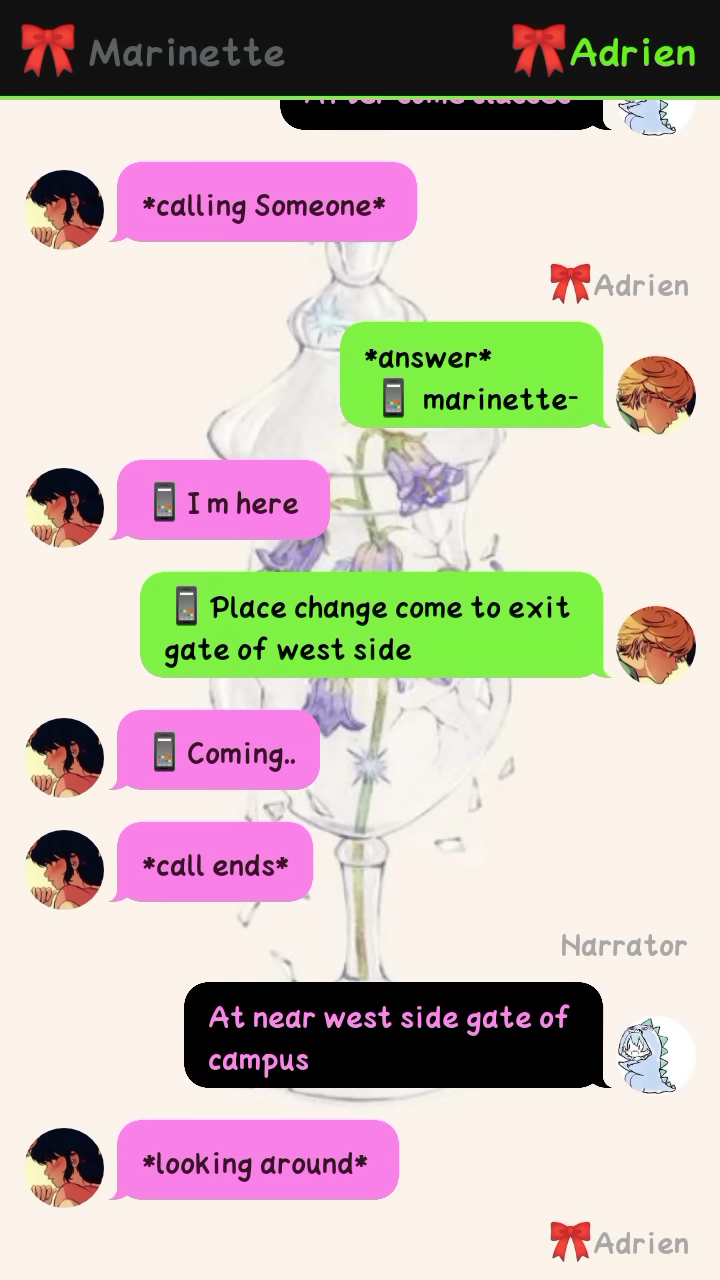 🎀 Marinette
🎀Adrien
*calling Someone*
🎀Adrien
*answer*
📱 marinette-
📱 I m here
📱 Place change come to exit
gate of west side
📱 Coming..
*call ends*
Narrator
At near west side gate of
campus
*looking around*
🎀Adrien